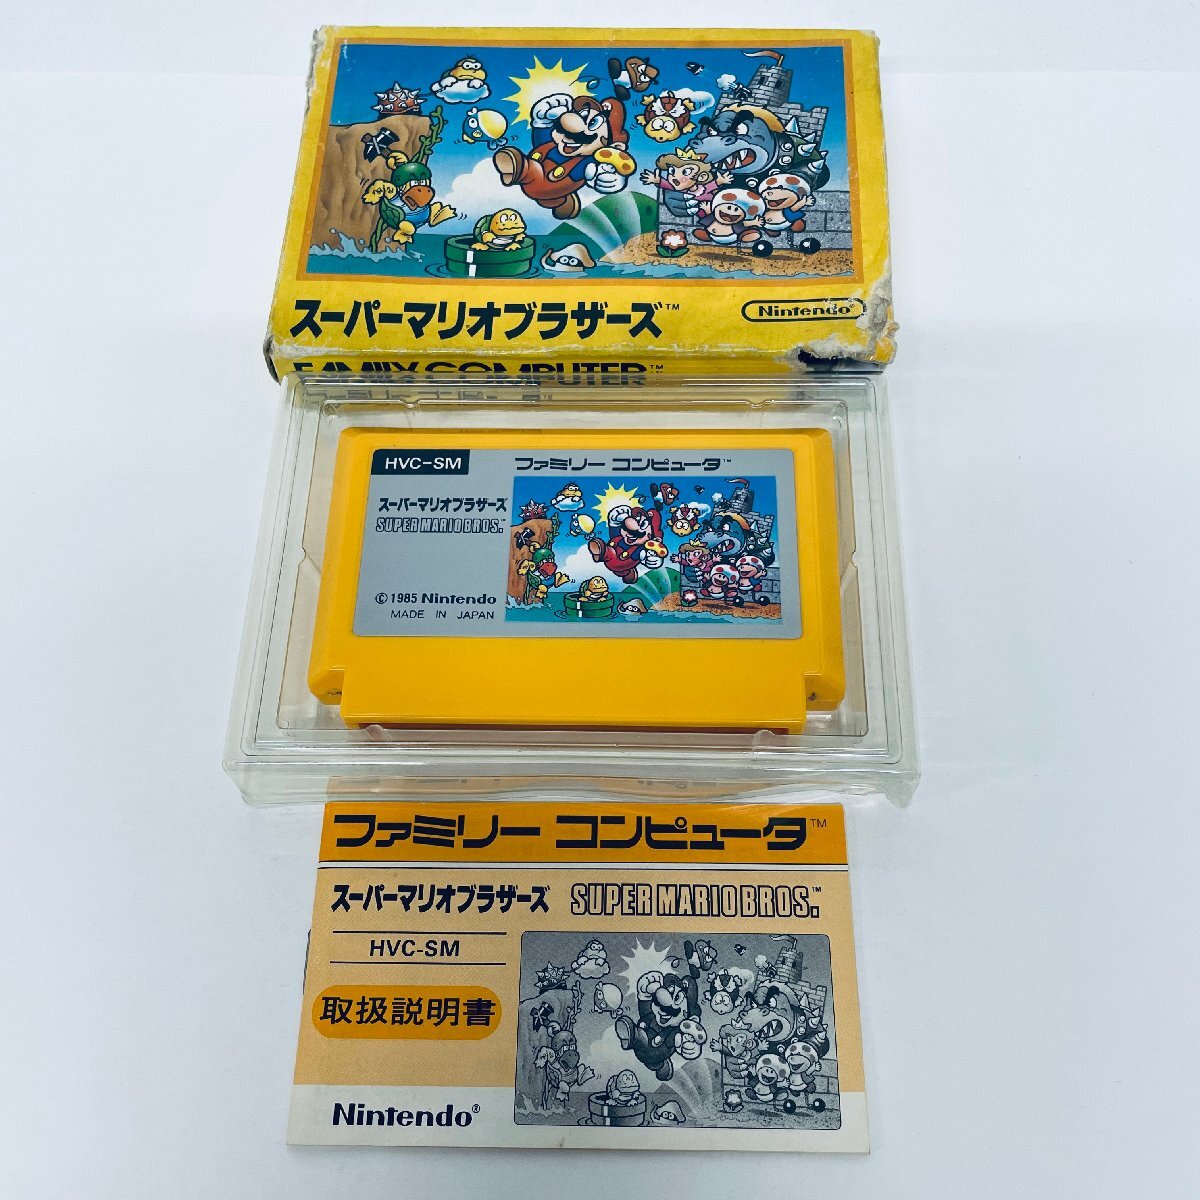 スーパーマリオブラザーズ™
Nintendo®
FAMILY COMPUTER™
HVC-SM
ファミリー コンピュータ™
スーパーマリオブラザーズ
SUPER MARIO BROS.™
© 1985 Nintendo
MADE IN JAPAN
ファミリー コンピュータ™
スーパーマリオブラザーズ SUPER MARIO BROS.™
HVC-SM
取扱説明書
Nintendo®